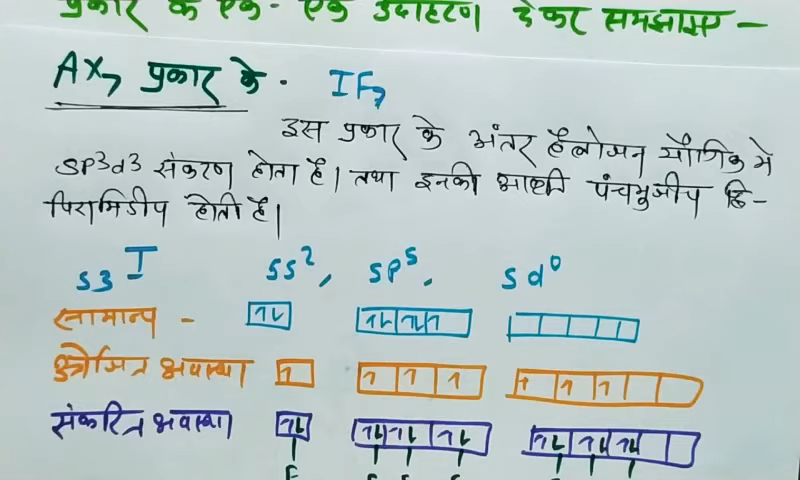 प्रकार के एक - एक उदाहरण देकर समझाइए -
AX₇ प्रकार के - IF₇
इस प्रकार के अंतर हैलोजन यौगिक मे
sp³d³ संकरण होता है। तथा इनकी आकृति पंचभुजीय द्वि-
पिरामिडीय होती है।
53 I 5s², 5p⁵, 5d⁰
सामान्य -
उत्तेजित अवस्था
संकरित अवस्था
F F F F